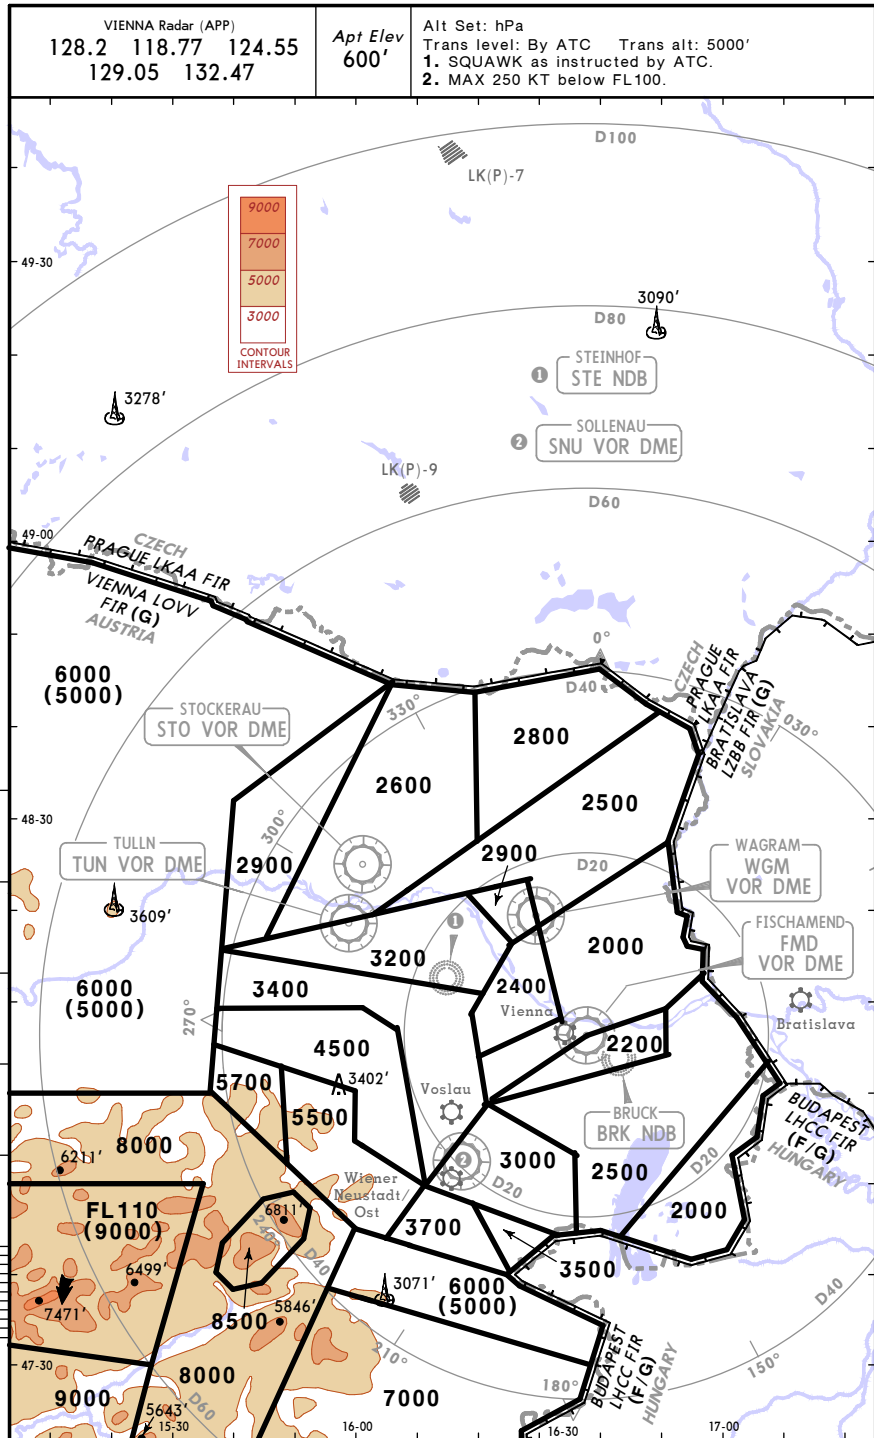 VIENNA Radar (APP)
128.2 118.77 124.55
129.05 132.47
Apt Elev
600'
Alt Set: hPa
Trans level: By ATC Trans alt: 5000'
1. SQUAWK as instructed by ATC.
2. MAX 250 KT below FL100.
D100
LK(P)-7
9000
7000
5000
3000
CONTOUR
INTERVALS
49-30
3090'
D80
STEINHOF
1 STE NDB
3278'
SOLLENAU
2 SNU VOR DME
LK(P)-9
D60
49-00
CZECH
PRAGUE LKAA FIR
VIENNA LOVV
FIR (G)
AUSTRIA
0°
CZECH
PRAGUE
LKAA FIR
BRATISLAVA
LZBB FIR (G)
SLOVAKIA
6000
(5000)
D40
330°
030°
STOCKERAU
STO VOR DME
2800
2600
2500
48-30
300°
TULLN
TUN VOR DME
2900
2900
D20
WAGRAM
WGM
VOR DME
3609'
1
FISCHAMEND
FMD
VOR DME
2000
3200
6000
(5000)
3400
2400
Vienna
270°
Bratislava
4500
2200
5700
3402'
Voslau
5500
BRUCK
BRK NDB
BUDAPEST
LHCC FIR
(F/G)
HUNGARY
8000
6211'
3000
2
2500
D20
D20
Wiener
Neustadt/
Ost
FL110
(9000)
6811'
240°
2000
3700
D40
3500
6499'
3071'
6000
(5000)
7471'
8500
5846'
D40
210°
150°
47-30
8000
BUDAPEST
LHCC FIR
(F/G)
HUNGARY
180°
9000
D60
7000
5643'
15-30
16-00
16-30
17-00